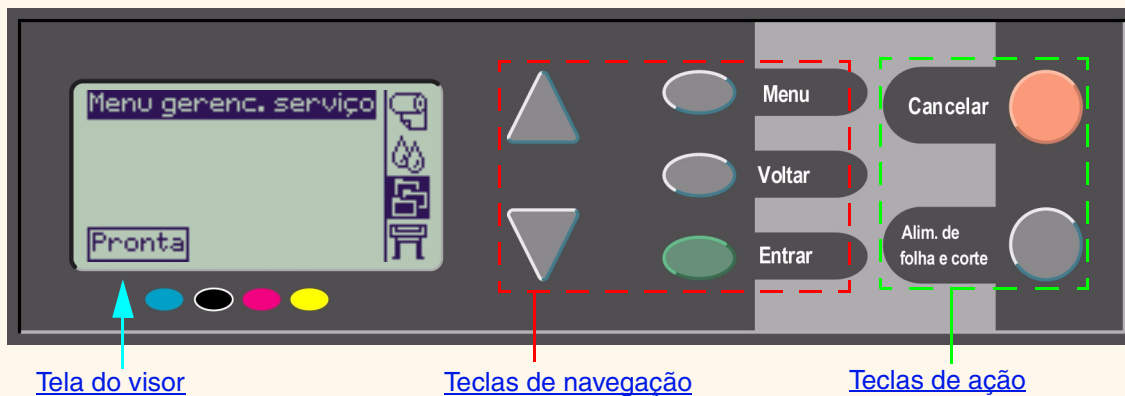 Menu gerenc. serviço
Pronta
Menu
Voltar
Entrar
Cancelar
Alim. de
folha e corte
Tela do visor
Teclas de navegação
Teclas de ação